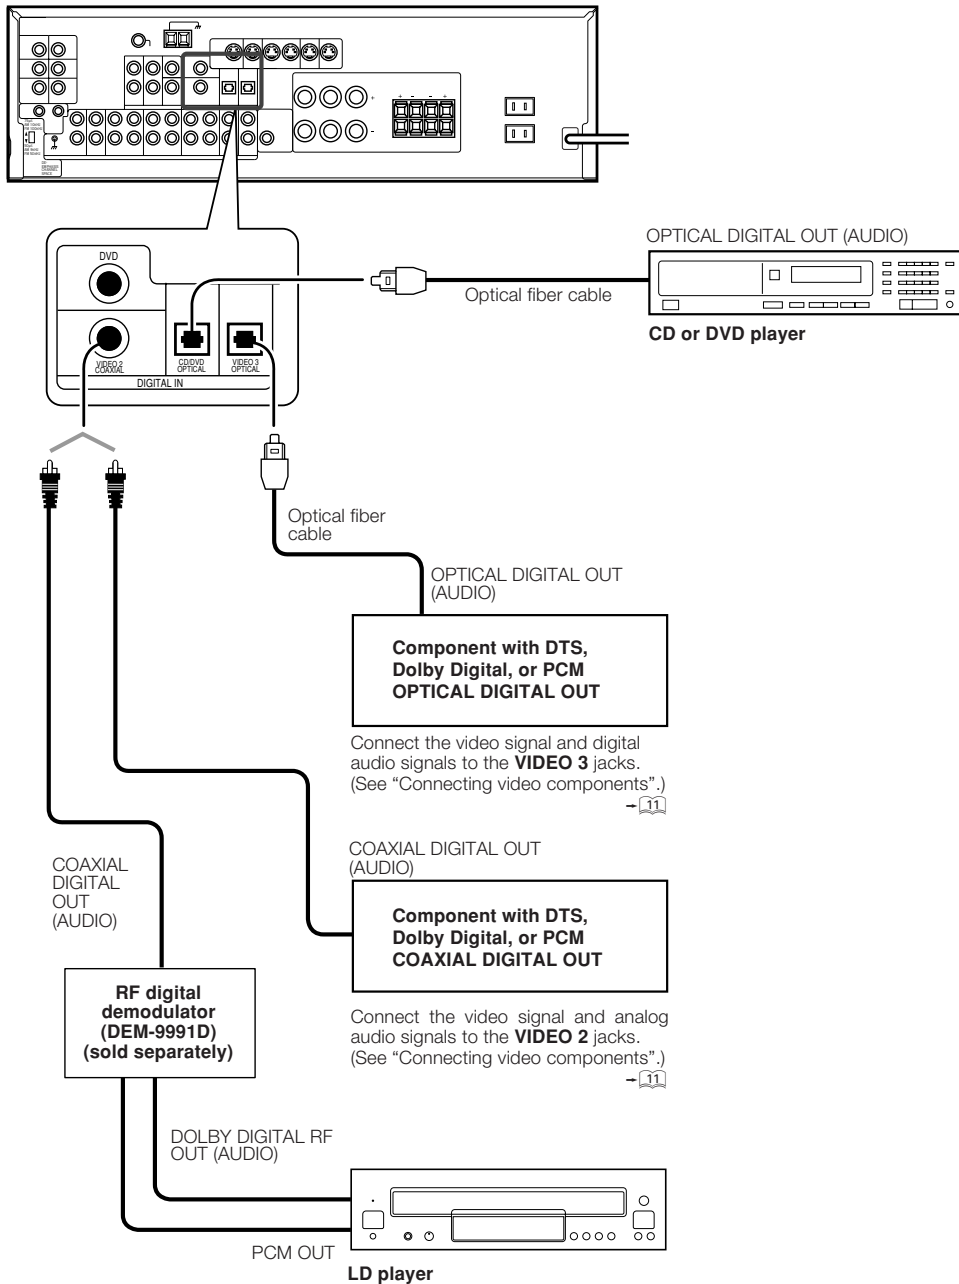 OPTICAL DIGITAL OUT (AUDIO)
DVD
Optical fiber cable
CD or DVD player
VIDEO 2
COAXIAL
CD/DVD
OPTICAL
VIDEO 3
OPTICAL
DIGITAL IN
Optical fiber
cable
OPTICAL DIGITAL OUT
(AUDIO)
Component with DTS,
Dolby Digital, or PCM
OPTICAL DIGITAL OUT
Connect the video signal and digital
audio signals to the VIDEO 3 jacks.
(See “Connecting video components”.)
11
COAXIAL DIGITAL OUT
(AUDIO)
COAXIAL
DIGITAL
OUT
(AUDIO)
Component with DTS,
Dolby Digital, or PCM
COAXIAL DIGITAL OUT
RF digital
demodulator
(DEM-9991D)
(sold separately)
Connect the video signal and analog
audio signals to the VIDEO 2 jacks.
(See “Connecting video components”.)
11
DOLBY DIGITAL RF
OUT (AUDIO)
PCM OUT
LD player